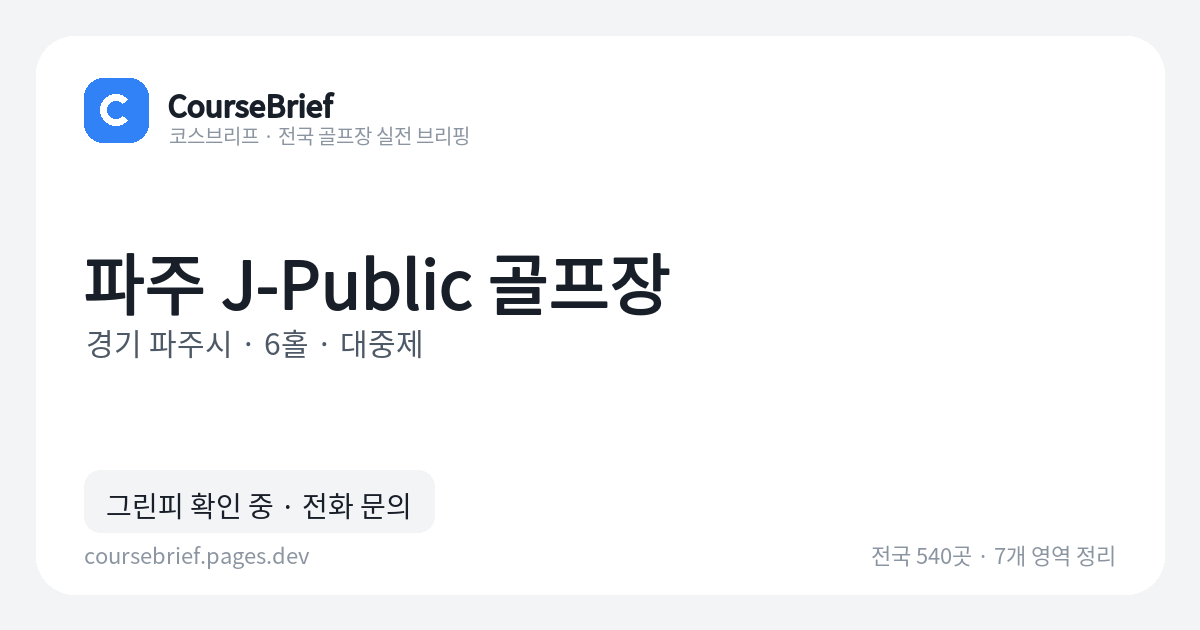 C
CourseBrief
코스브리프 · 전국 골프장 실전 브리핑
파주 J-Public 골프장
경기 파주시 · 6홀 · 대중제
그린피 확인 중 · 전화 문의
coursebrief.pages.dev
전국 540곳 · 7개 영역 정리